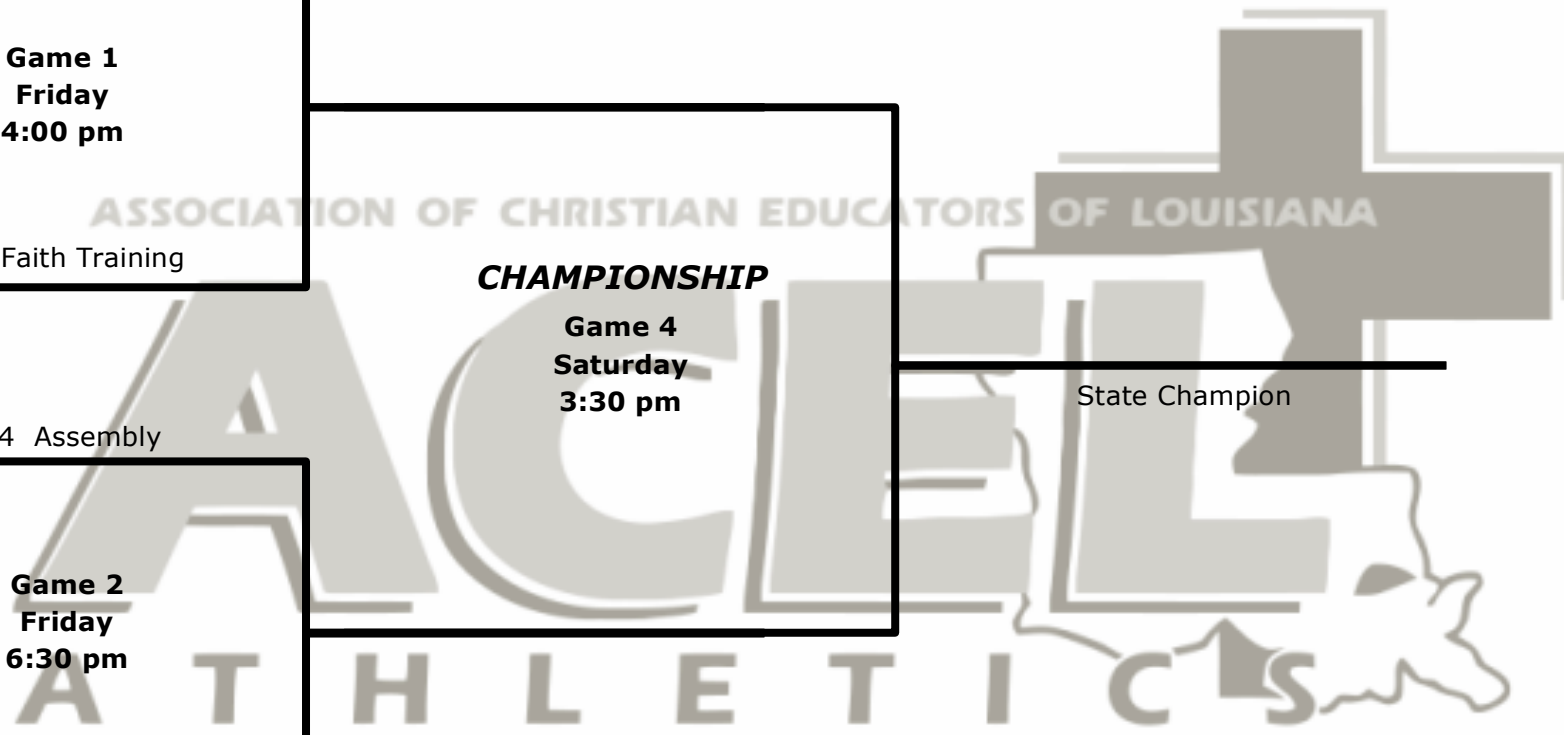 Game 1
Friday
4:00 pm
ASSOCIATION OF CHRISTIAN EDUCATORS OF LOUISIANA
Faith Training
CHAMPIONSHIP
Game 4
Saturday
3:30 pm
State Champion
4 Assembly
ACEL
Game 2
Friday
6:30 pm
ATHLETICS